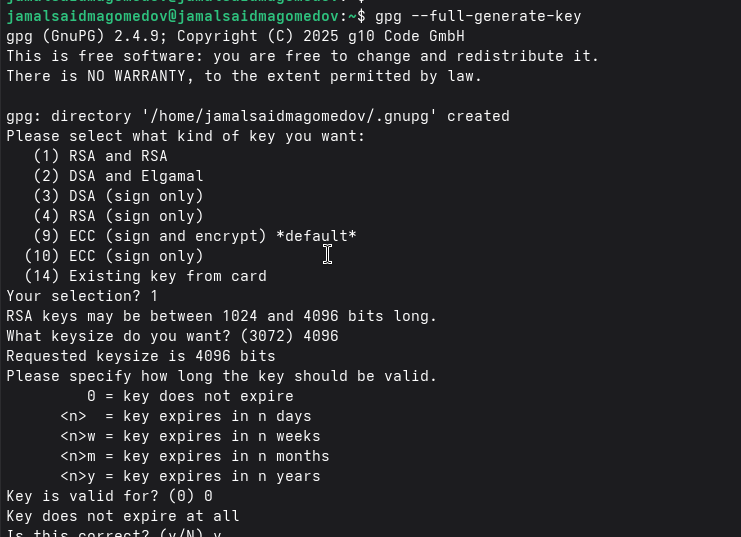 jamalsaidmagomedov@jamalsaidmagomedov:~$ gpg --full-generate-key
gpg (GnuPG) 2.4.9; Copyright (C) 2025 g10 Code GmbH
This is free software: you are free to change and redistribute it.
There is NO WARRANTY, to the extent permitted by law.

gpg: directory '/home/jamalsaidmagomedov/.gnupg' created
Please select what kind of key you want:
   (1) RSA and RSA
   (2) DSA and Elgamal
   (3) DSA (sign only)
   (4) RSA (sign only)
   (9) ECC (sign and encrypt) *default*
  (10) ECC (sign only)
  (14) Existing key from card
Your selection? 1
RSA keys may be between 1024 and 4096 bits long.
What keysize do you want? (3072) 4096
Requested keysize is 4096 bits
Please specify how long the key should be valid.
         0 = key does not expire
      <n>  = key expires in n days
      <n>w = key expires in n weeks
      <n>m = key expires in n months
      <n>y = key expires in n years
Key is valid for? (0) 0
Key does not expire at all
Is this correct? (y/N) y